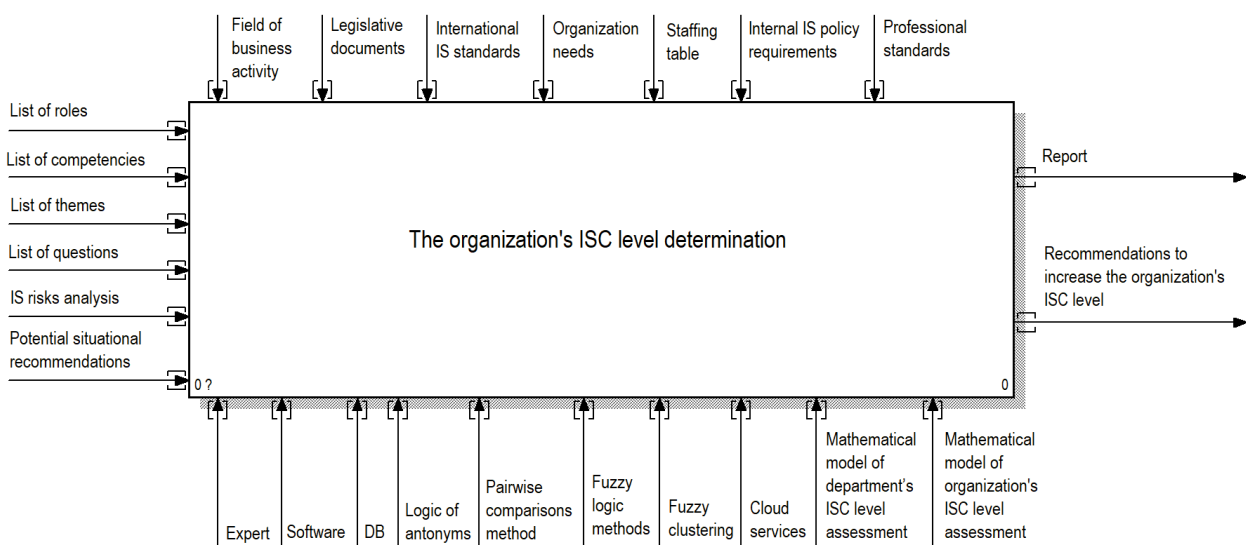 Field of
business
activity
Legislative
documents
International
IS standards
Organization
needs
Staffing
table
Internal IS policy
requirements
Professional
standards
List of roles
List of competencies
List of themes
List of questions
IS risks analysis
Potential situational
recommendations
The organization's ISC level determination
0 ?
0
Report
Recommendations to
increase the organization's
ISC level
Expert
Software
DB
Logic of
antonyms
Pairwise
comparisons
method
Fuzzy
logic
methods
Fuzzy
clustering
Cloud
services
Mathematical
model of
department’s
ISC level
assessment
Mathematical
model of
organization's
ISC level
assessment